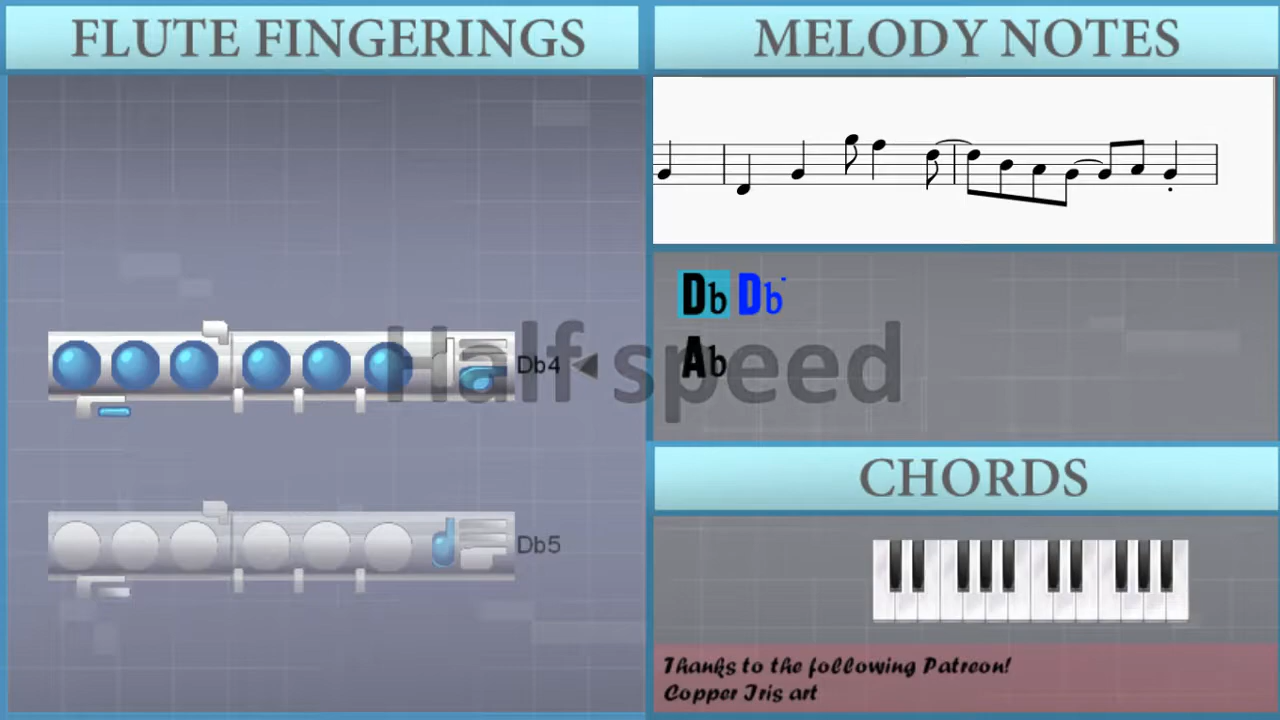 FLUTE FINGERINGS
MELODY NOTES
Db Db˙
Ab
Half speed
Db4
Db5
CHORDS
Thanks to the following Patreon!
Copper Iris art